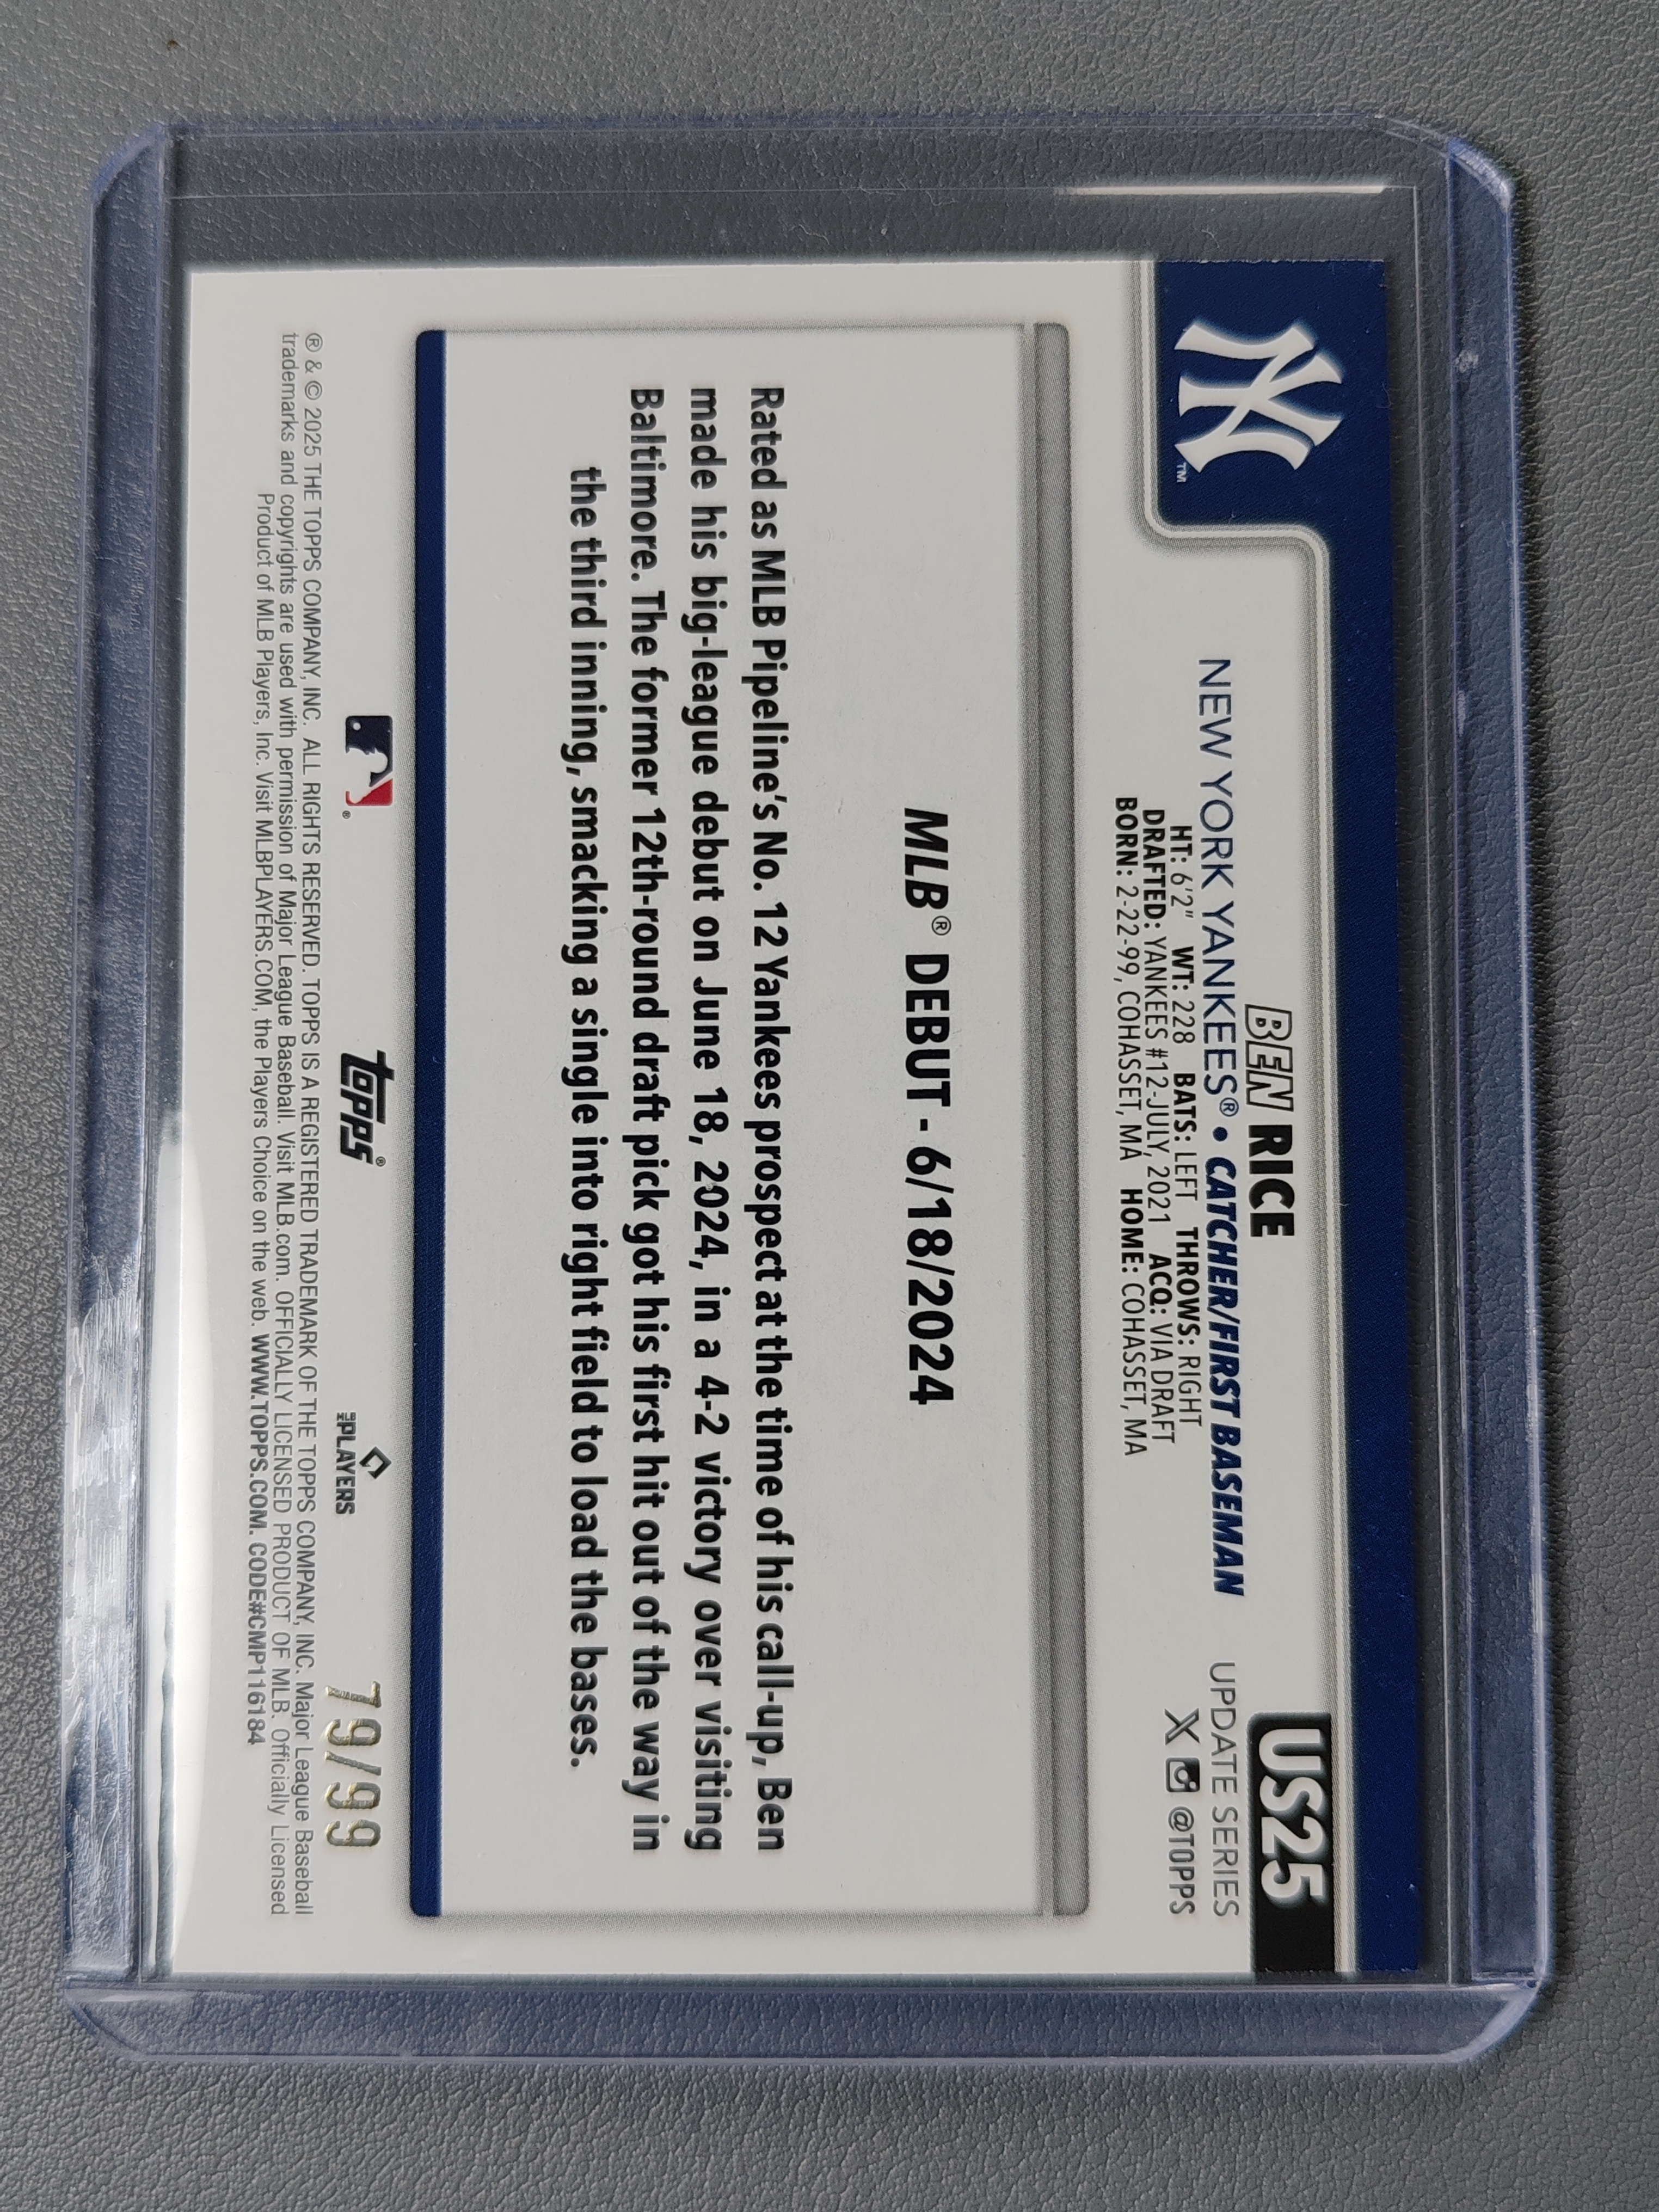 US25
BEN RICE
NEW YORK YANKEES® • CATCHER/FIRST BASEMAN
UPDATE SERIES
HT: 6'2" WT: 228 BATS: LEFT THROWS: RIGHT
DRAFTED: YANKEES #12-JULY, 2021 ACQ: VIA DRAFT
BORN: 2-22-99, COHASSET, MA HOME: COHASSET, MA
X @TOPPS
NY™
MLB® DEBUT - 6/18/2024
Rated as MLB Pipeline's No. 12 Yankees prospect at the time of his call-up, Ben
made his big-league debut on June 18, 2024, in a 4-2 victory over visiting
Baltimore. The former 12th-round draft pick got his first hit out of the way in
the third inning, smacking a single into right field to load the bases.
®
topps®
MLB PLAYERS
79/99
® & © 2025 THE TOPPS COMPANY, INC. ALL RIGHTS RESERVED. TOPPS IS A REGISTERED TRADEMARK OF THE TOPPS COMPANY, INC. Major League Baseball
trademarks and copyrights are used with permission of Major League Baseball. Visit MLB.com. OFFICIALLY LICENSED PRODUCT OF MLB. Officially Licensed
Product of MLB Players, Inc. Visit MLBPLAYERS.COM, the Players Choice on the web. WWW.TOPPS.COM. CODE#CMP116184